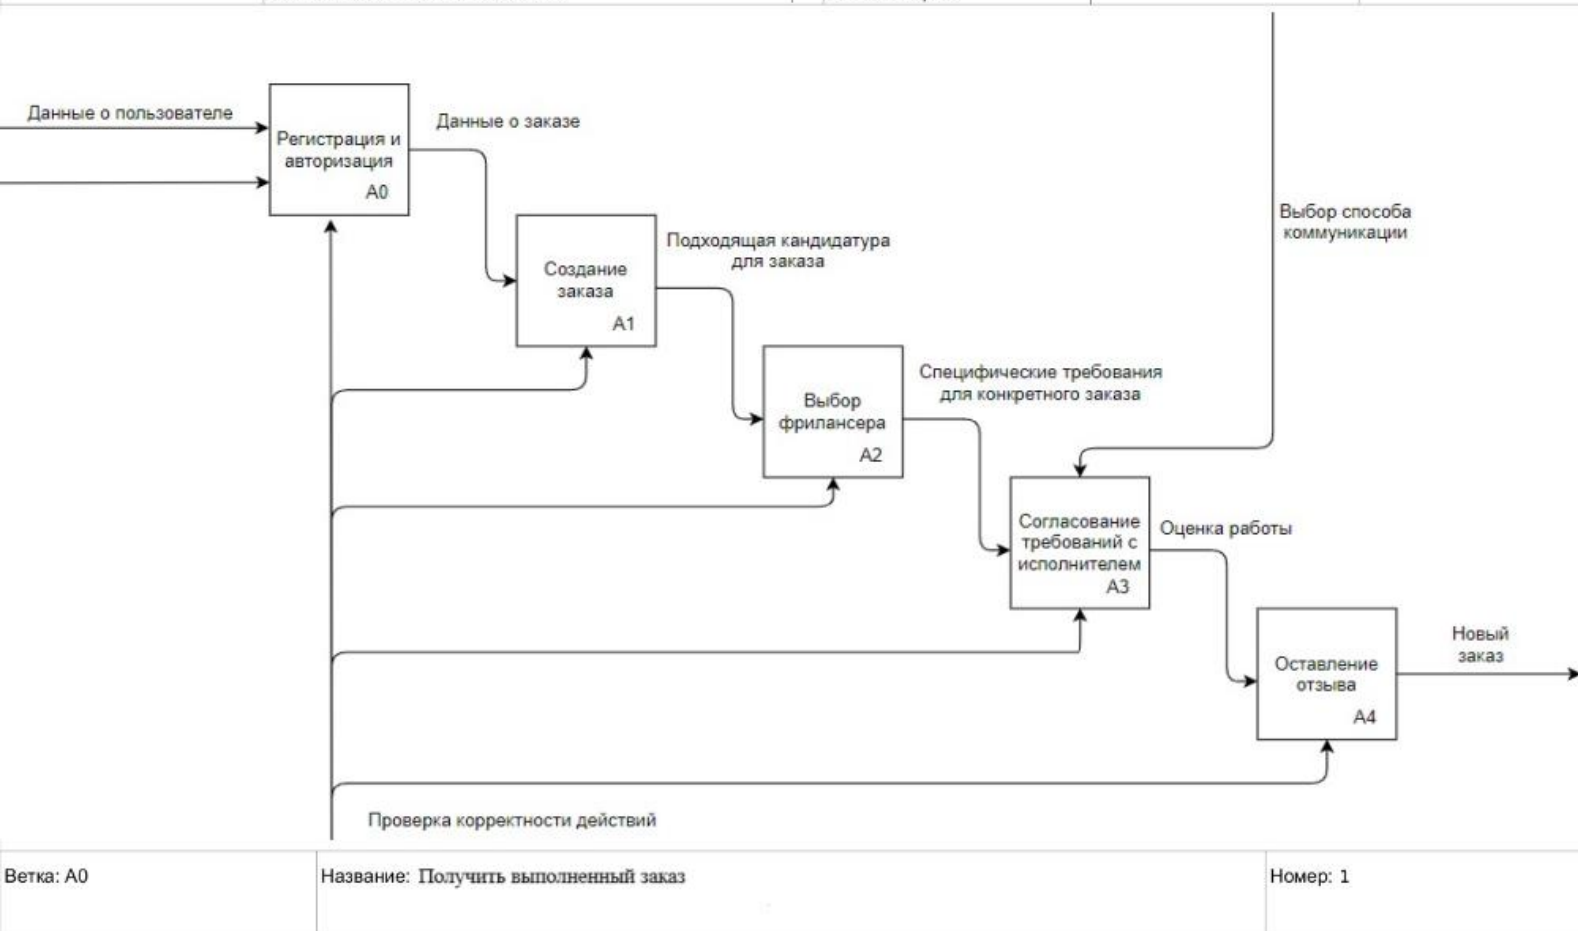 Данные о пользователе
Регистрация и
авторизация
A0
Данные о заказе
Создание
заказа
A1
Подходящая кандидатура
для заказа
Выбор способа
коммуникации
Выбор
фрилансера
A2
Специфические требования
для конкретного заказа
Согласование
требований с
исполнителем
A3
Оценка работы
Оставление
отзыва
A4
Новый
заказ
Проверка корректности действий
Ветка: A0
Название: Получить выполненный заказ
Номер: 1